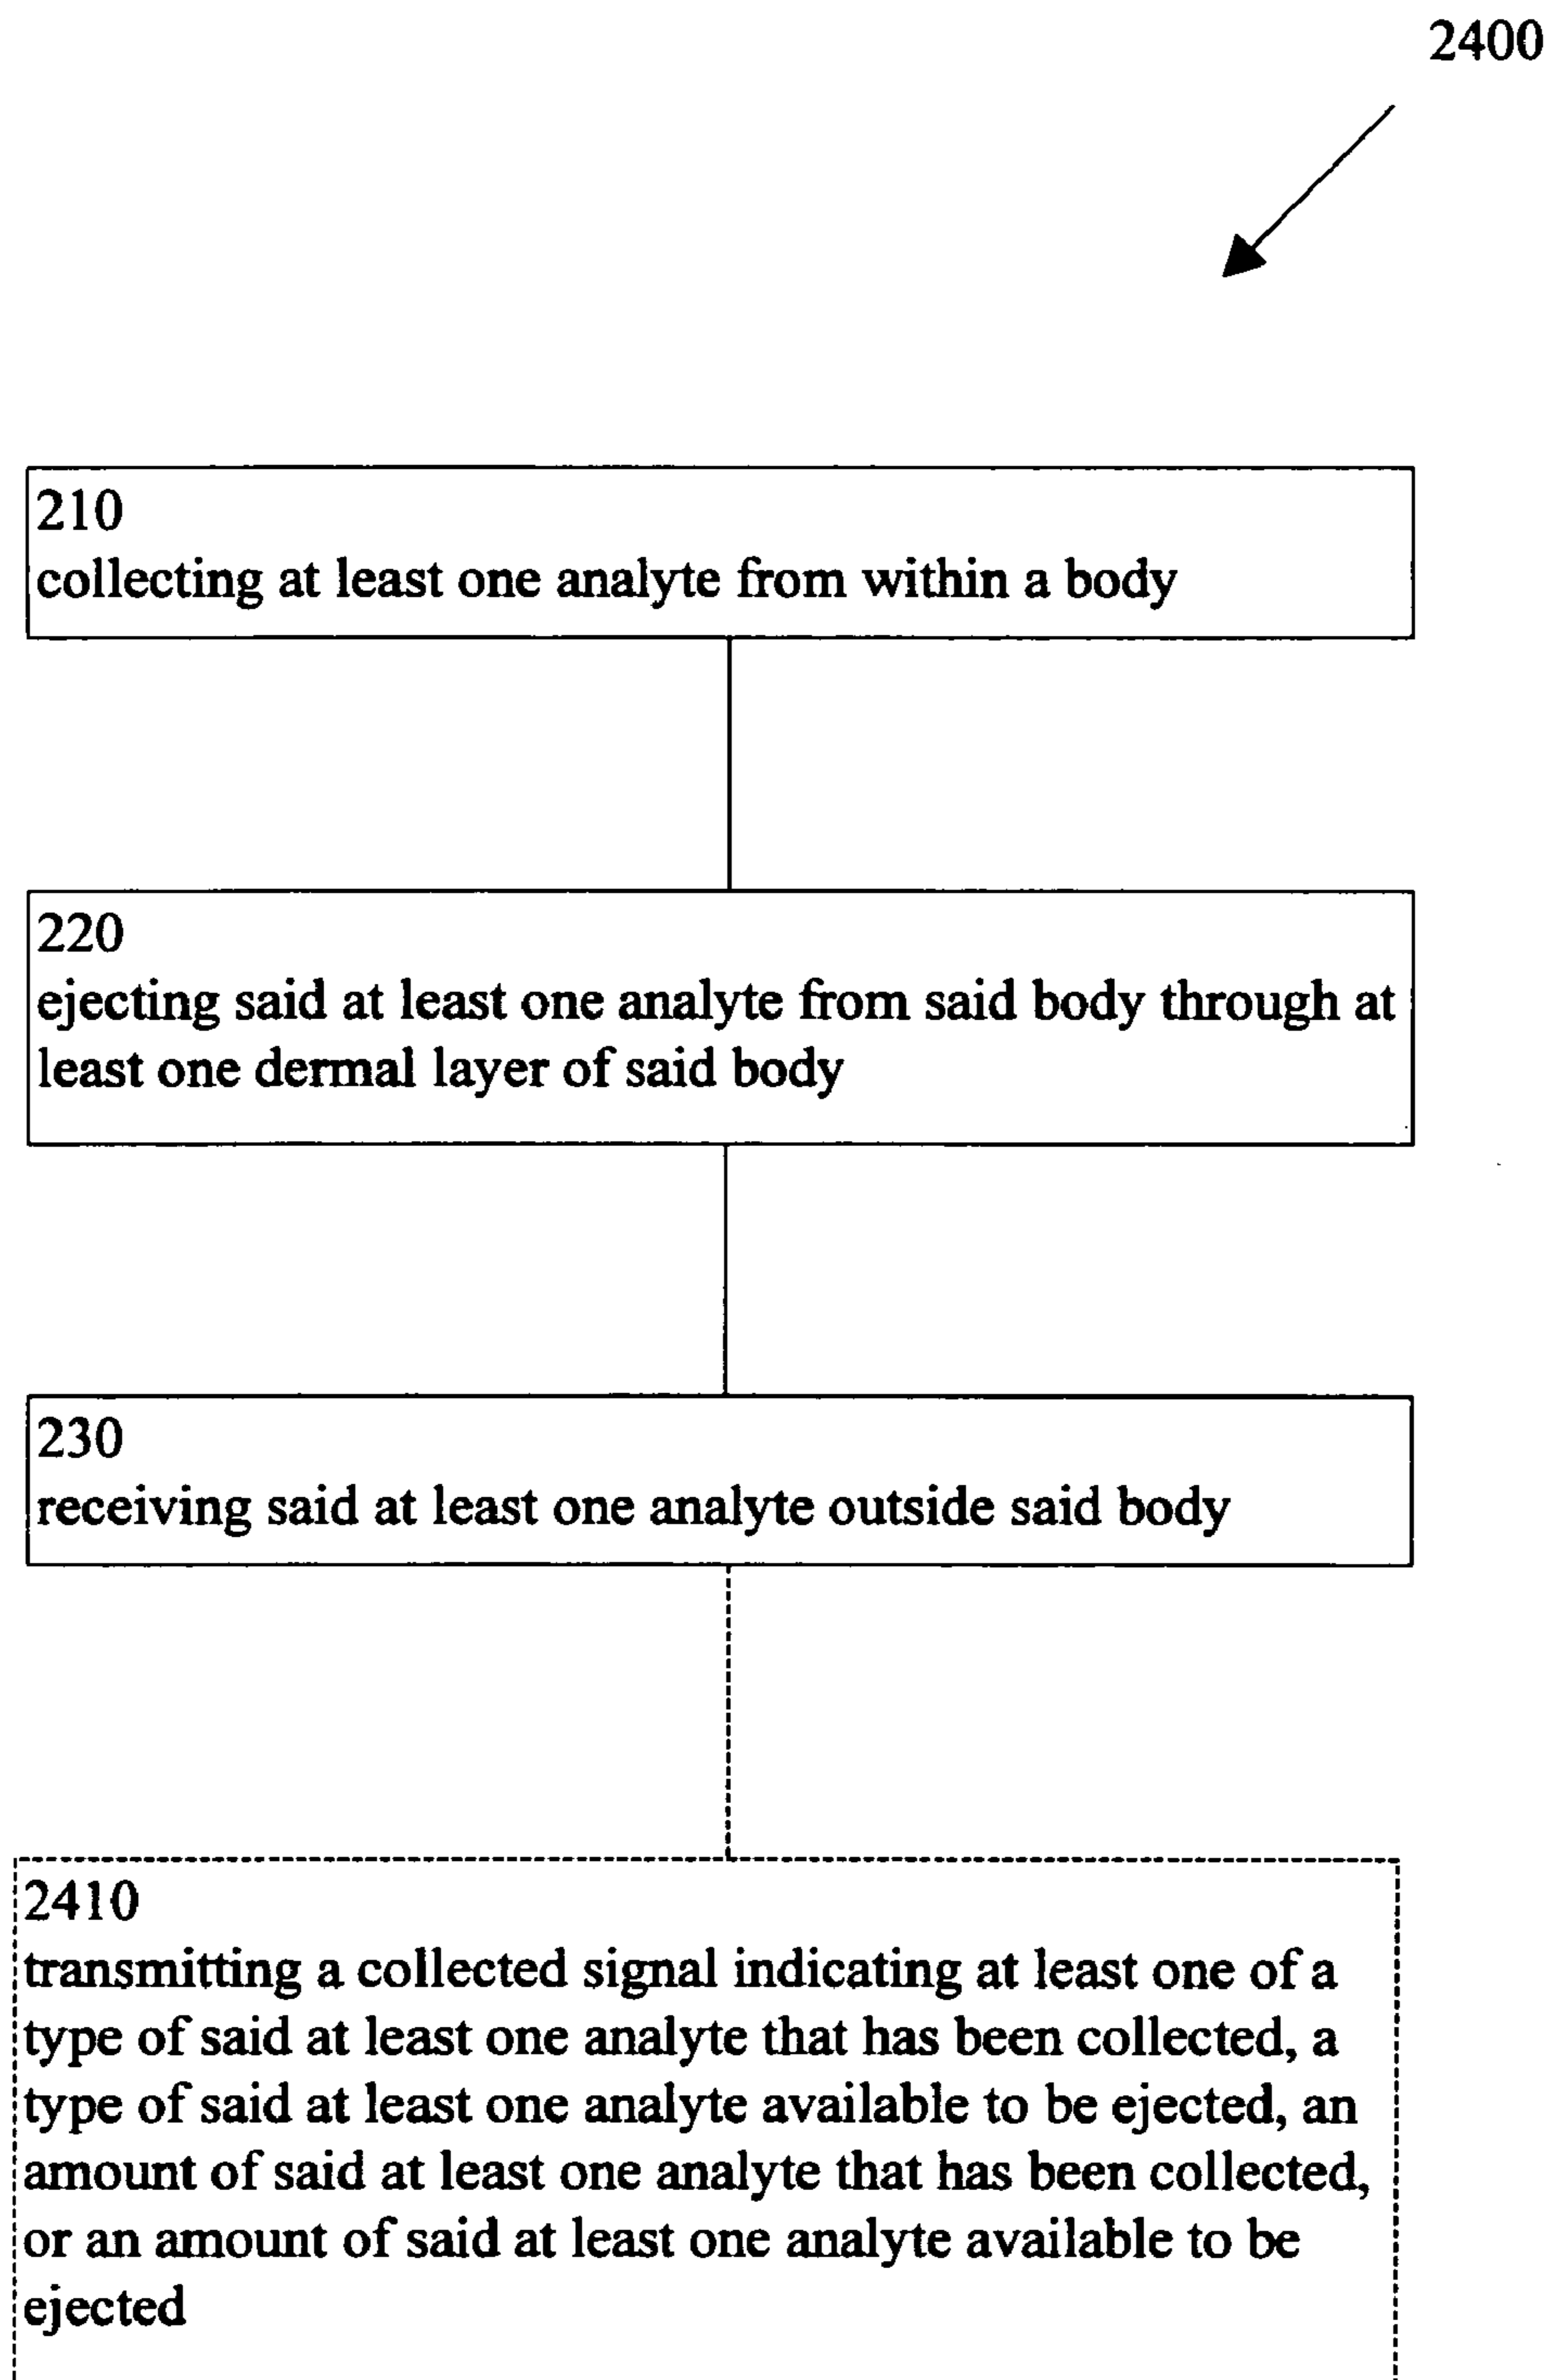 2400
210
collecting at least one analyte from within a body
220
ejecting said at least one analyte from said body through at
least one dermal layer of said body
230
receiving said at least one analyte outside said body
2410
transmitting a collected signal indicating at least one of a
type of said at least one analyte that has been collected, a
type of said at least one analyte available to be ejected, an
amount of said at least one analyte that has been collected,
or an amount of said at least one analyte available to be
ejected